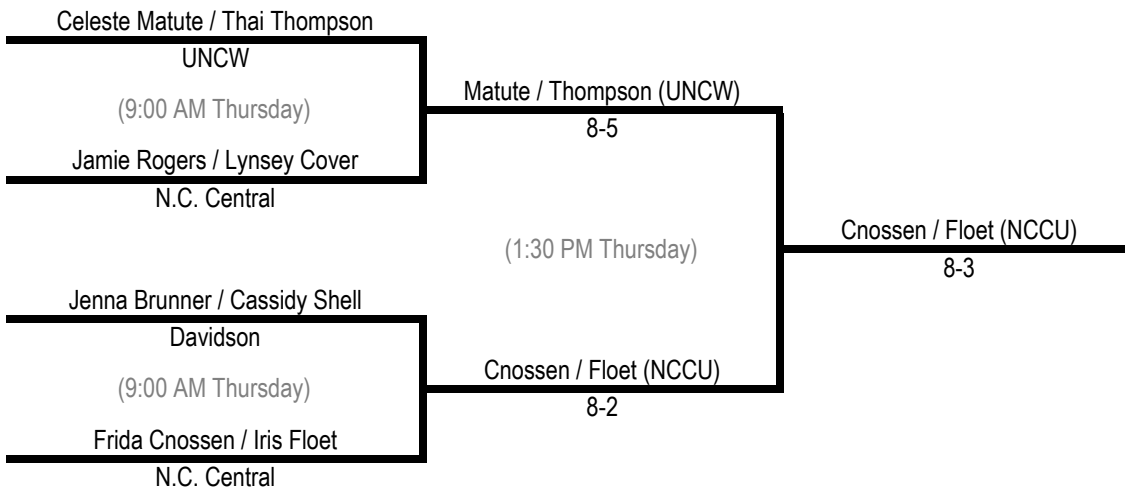 Celeste Matute / Thai Thompson
UNCW
(9:00 AM Thursday)
Jamie Rogers / Lynsey Cover
N.C. Central
Matute / Thompson (UNCW)
8-5
(1:30 PM Thursday)
Cnossen / Floet (NCCU)
8-3
Jenna Brunner / Cassidy Shell
Davidson
(9:00 AM Thursday)
Frida Cnossen / Iris Floet
N.C. Central
Cnossen / Floet (NCCU)
8-2